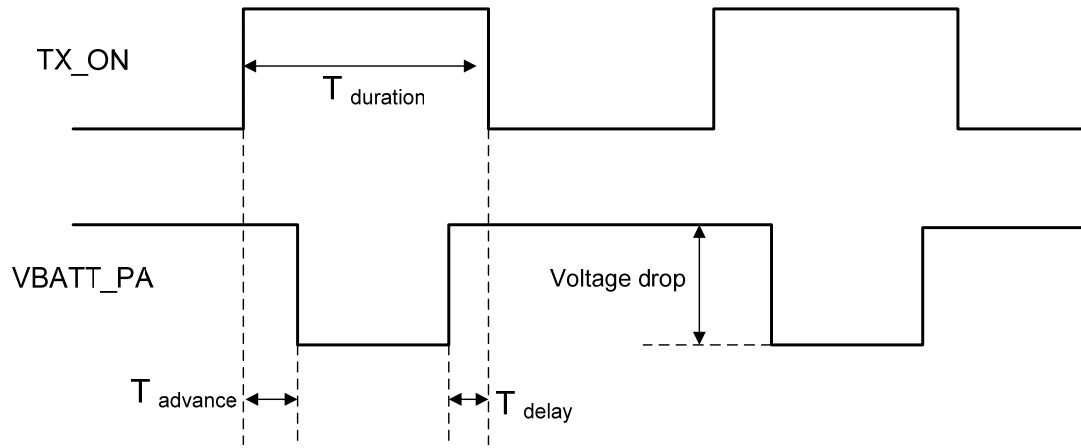 TX_ON
T duration
VBATT_PA
Voltage drop
T advance
T delay